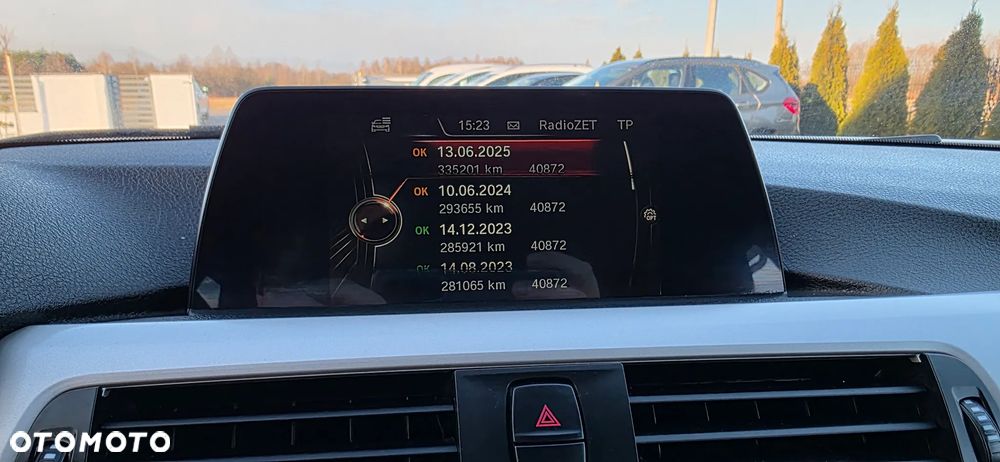 15:23 RadioZET TP
OK 13.06.2025
335201 km 40872
OK 10.06.2024
293655 km 40872
OK 14.12.2023
285921 km 40872
OK 14.08.2023
281065 km 40872
OPT
OTOMOTO